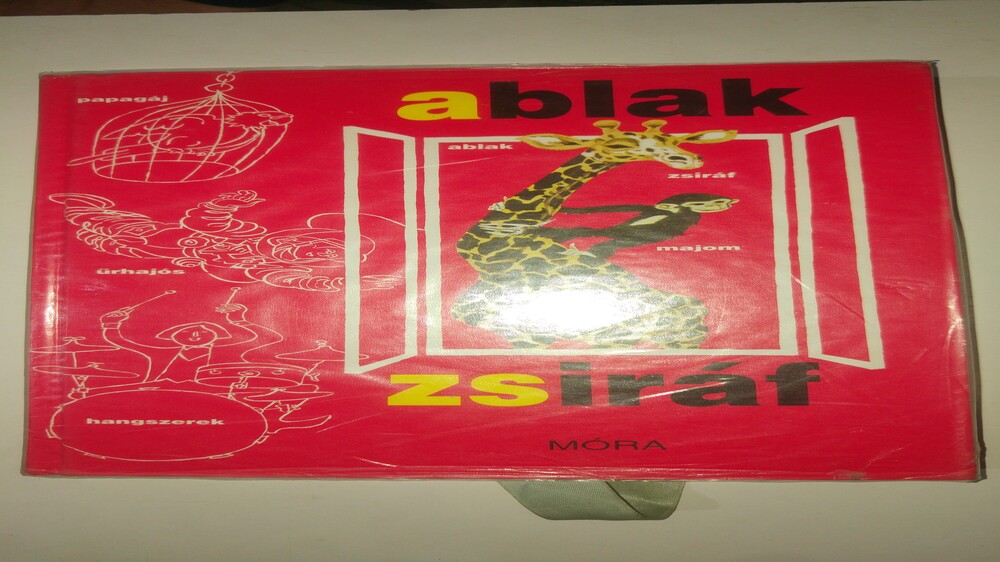 papagáj
űrhajós
hangszerek
ablak
ablak
zsiráf
majom
zsiráf
MÓRA